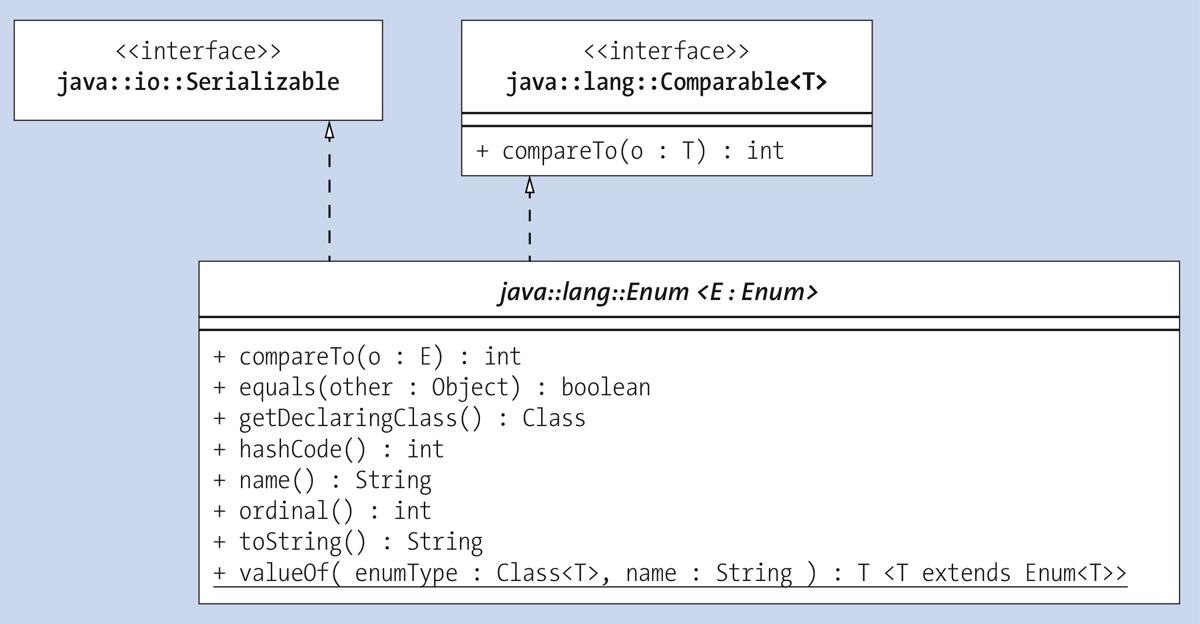 <<interface>>
java::io::Serializable
<<interface>>
java::lang::Comparable<T>
+ compareTo(o : T) : int
java::lang::Enum <E : Enum>
+ compareTo(o : E) : int
+ equals(other : Object) : boolean
+ getDeclaringClass() : Class
+ hashCode() : int
+ name() : String
+ ordinal() : int
+ toString() : String
+ valueOf( enumType : Class<T>, name : String ) : T <T extends Enum<T>>